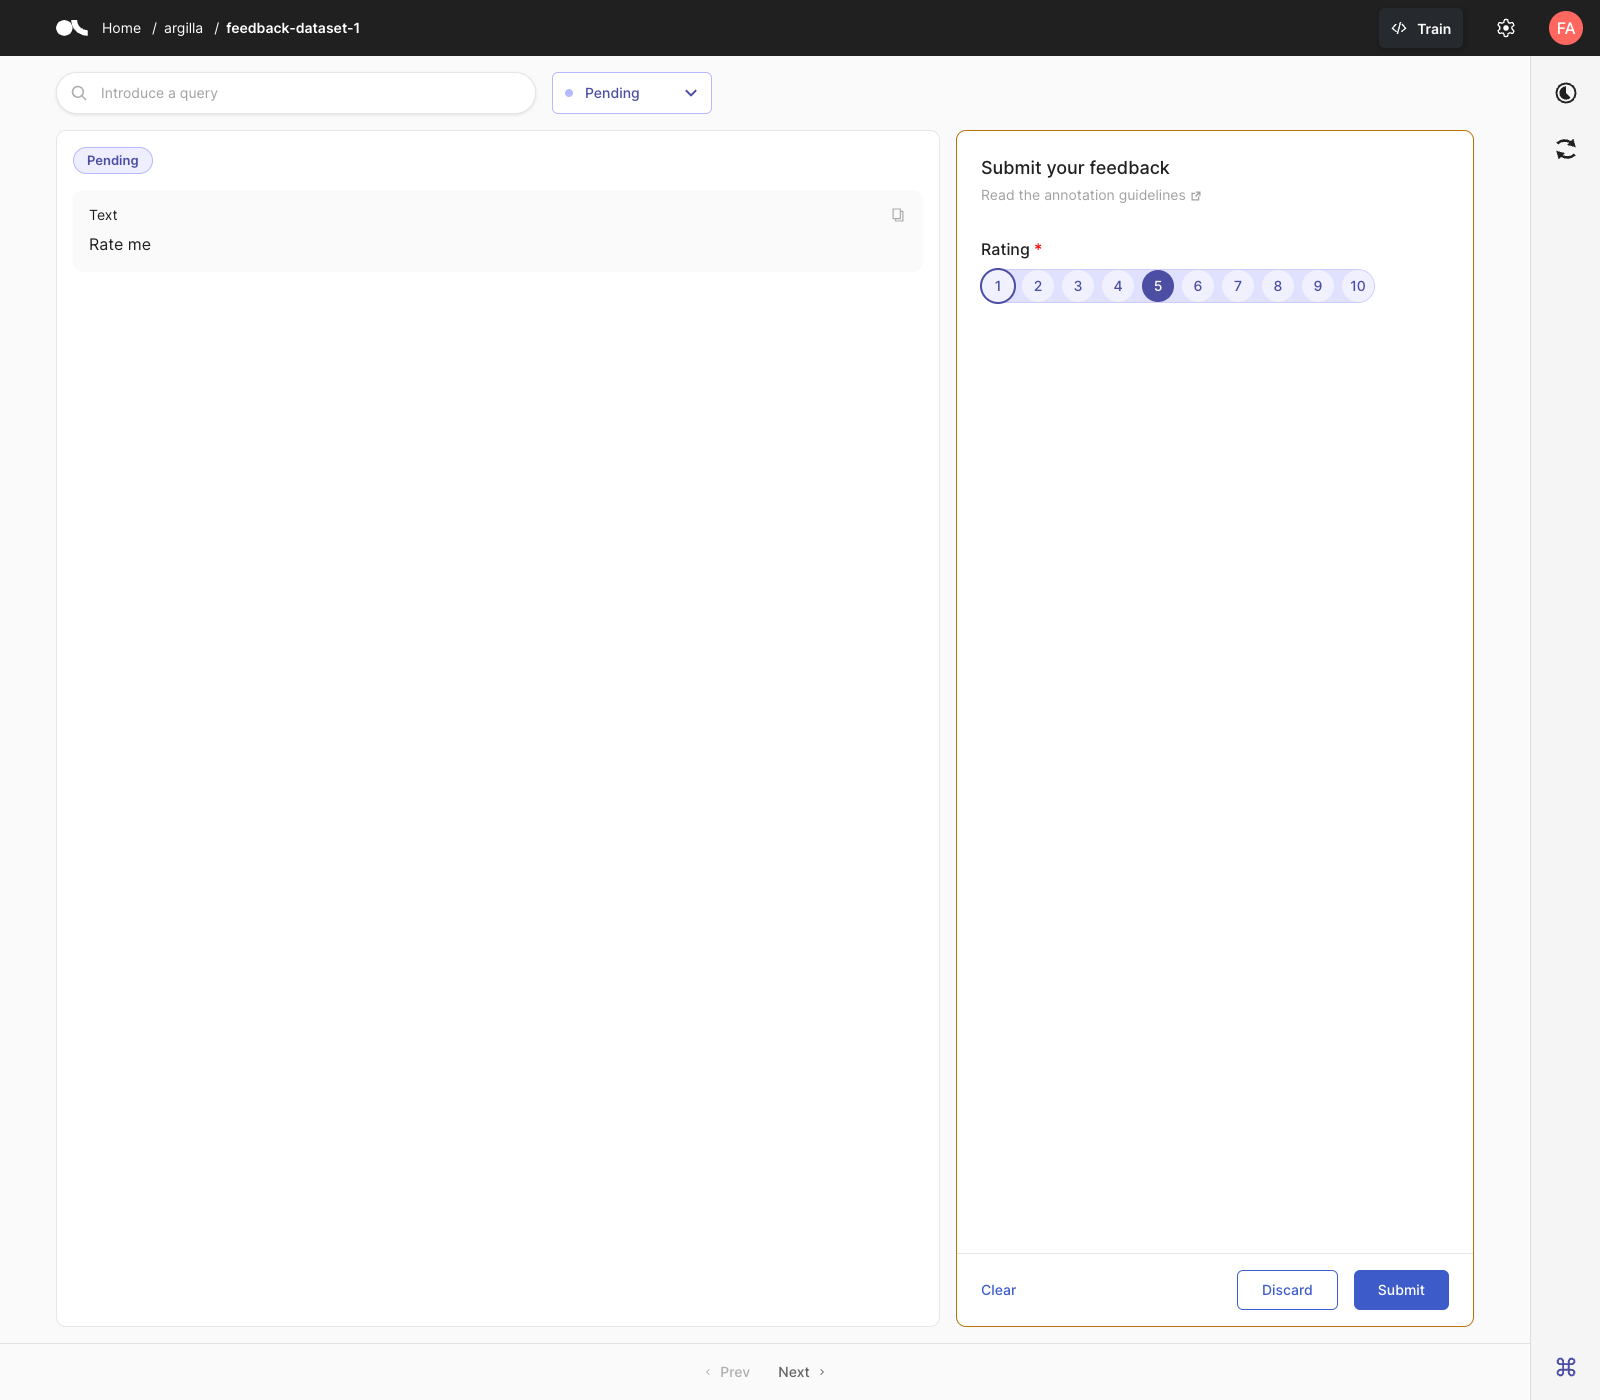 Home / argilla / feedback-dataset-1
Train
FA
Introduce a query
Pending
Pending
Text
Rate me
Submit your feedback
Read the annotation guidelines
Rating *
1 2 3 4 5 6 7 8 9 10
Clear
Discard
Submit
Prev
Next